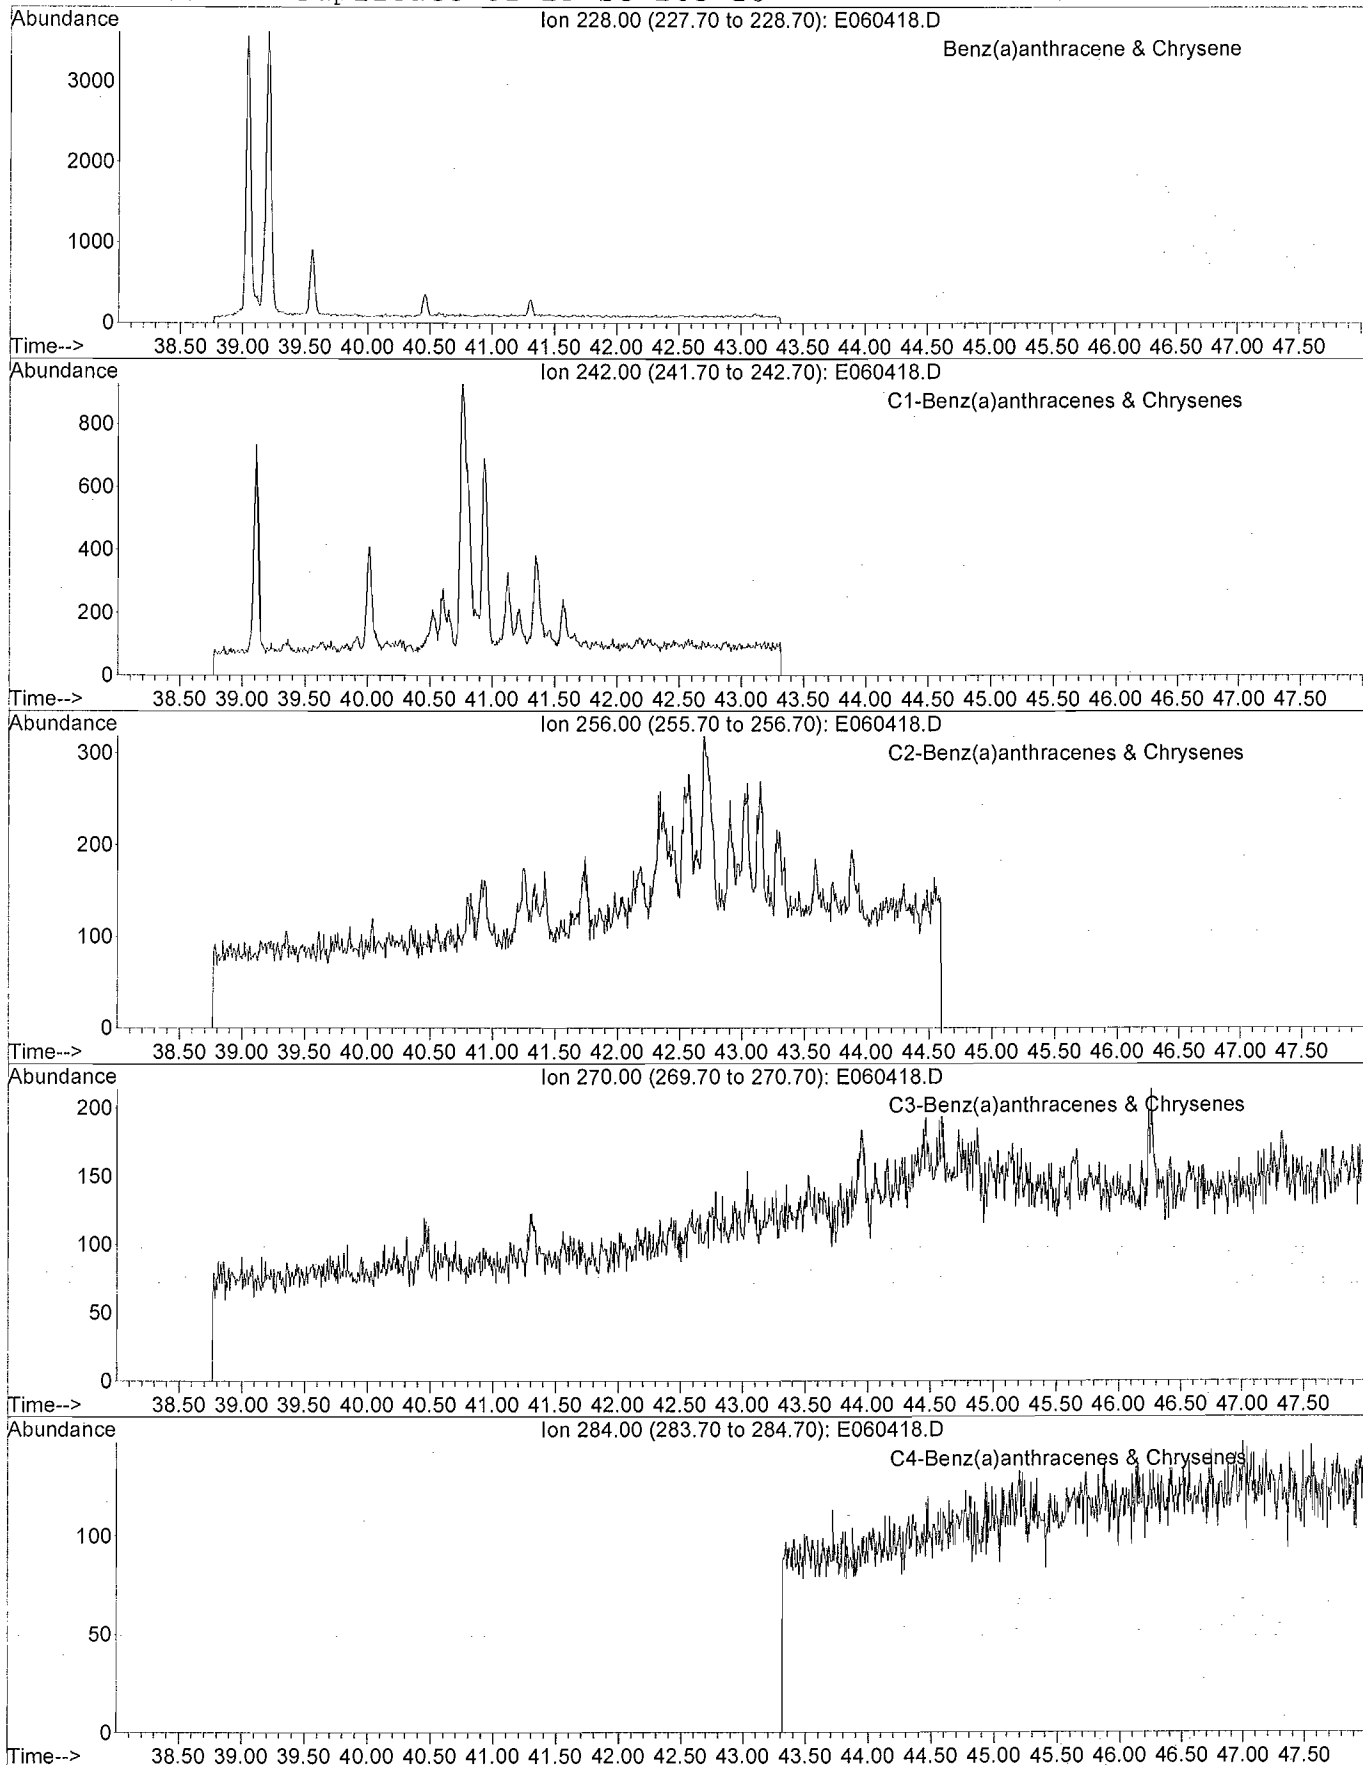 Abundance
Ion 228.00 (227.70 to 228.70): E060418.D
Benz(a)anthracene & Chrysene
3000
2000
1000
0
Time--> 38.50 39.00 39.50 40.00 40.50 41.00 41.50 42.00 42.50 43.00 43.50 44.00 44.50 45.00 45.50 46.00 46.50 47.00 47.50
Abundance
Ion 242.00 (241.70 to 242.70): E060418.D
C1-Benz(a)anthracenes & Chrysenes
800
600
400
200
0
Time--> 38.50 39.00 39.50 40.00 40.50 41.00 41.50 42.00 42.50 43.00 43.50 44.00 44.50 45.00 45.50 46.00 46.50 47.00 47.50
Abundance
Ion 256.00 (255.70 to 256.70): E060418.D
C2-Benz(a)anthracenes & Chrysenes
300
200
100
0
Time--> 38.50 39.00 39.50 40.00 40.50 41.00 41.50 42.00 42.50 43.00 43.50 44.00 44.50 45.00 45.50 46.00 46.50 47.00 47.50
Abundance
Ion 270.00 (269.70 to 270.70): E060418.D
C3-Benz(a)anthracenes & Chrysenes
200
150
100
50
0
Time--> 38.50 39.00 39.50 40.00 40.50 41.00 41.50 42.00 42.50 43.00 43.50 44.00 44.50 45.00 45.50 46.00 46.50 47.00 47.50
Abundance
Ion 284.00 (283.70 to 284.70): E060418.D
C4-Benz(a)anthracenes & Chrysenes
100
50
0
Time--> 38.50 39.00 39.50 40.00 40.50 41.00 41.50 42.00 42.50 43.00 43.50 44.00 44.50 45.00 45.50 46.00 46.50 47.00 47.50